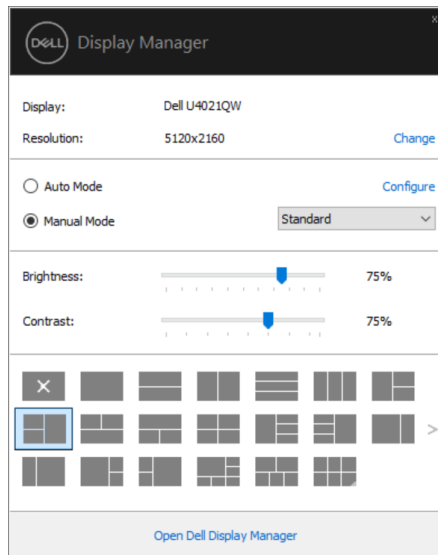 DELL Display Manager x
Display: Dell U4021QW
Resolution: 5120x2160 Change
Auto Mode Configure
Manual Mode Standard
Brightness: 75%
Contrast: 75%
Open Dell Display Manager